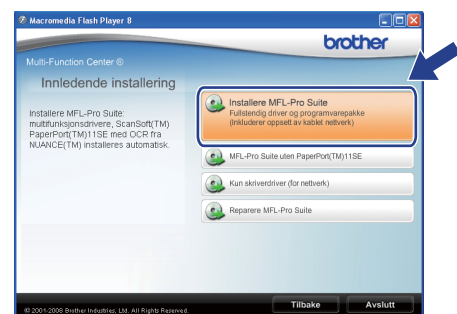 Macromedia Flash Player 8
brother
Multi-Function Center ®
Innledende installering
Installere MFL-Pro Suite:
multifunksjonsdrivere, ScanSoft(TM)
PaperPort(TM)11SE med OCR fra
NUANCE(TM) installeres automatisk.
Installere MFL-Pro Suite
Fullstendig driver og programvarepakke
(Inkluderer oppsett av kablet nettverk)
MFL-Pro Suite uten PaperPort(TM)11SE
Kun skriverdriver (for nettverk)
Reparere MFL-Pro Suite
© 2001-2008 Brother Industries, Ltd. All Rights Reserved.
Tilbake
Avslutt